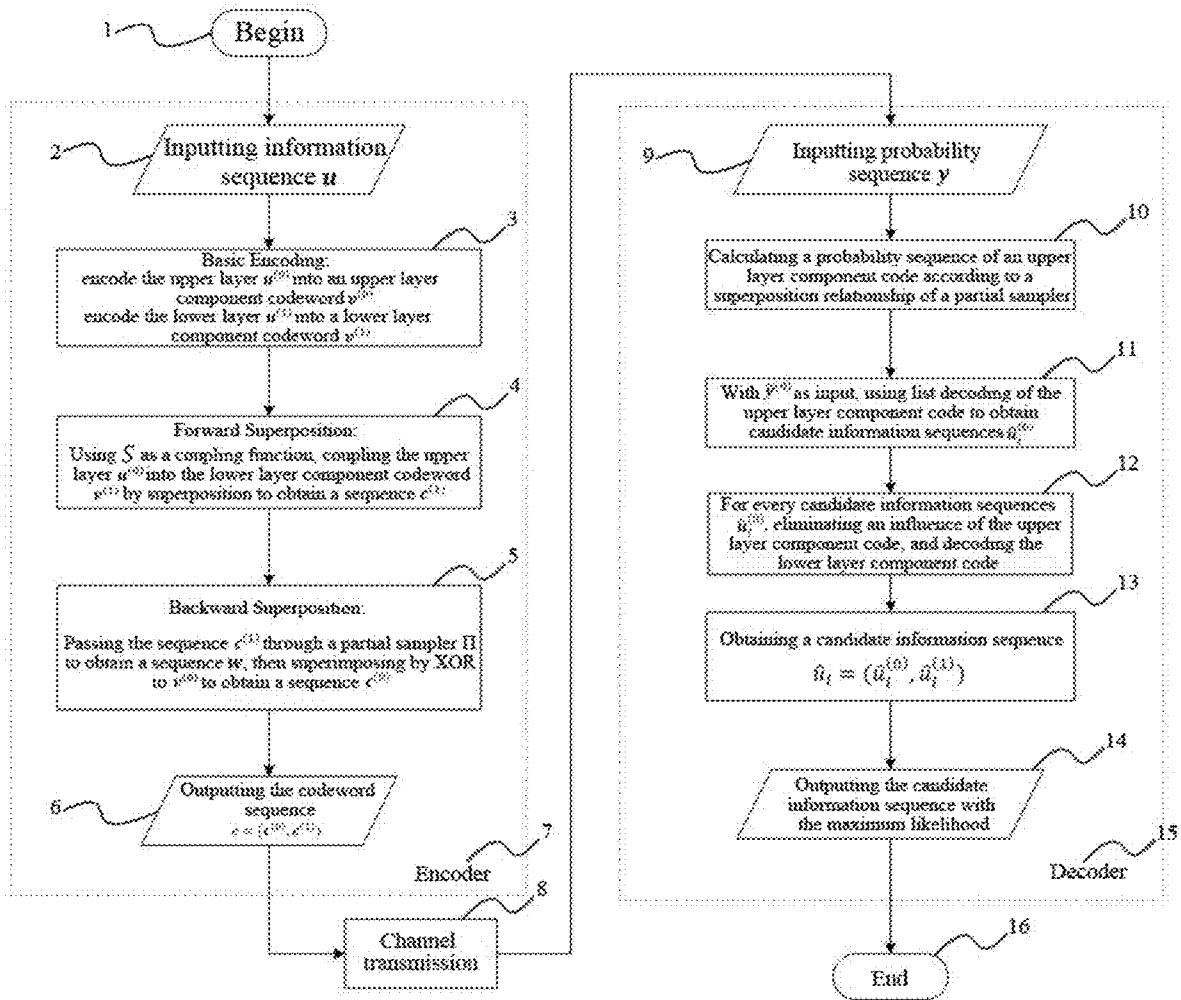 1
Begin
2
Inputting information
sequence u
3
Basic Encoding:
encode the upper layer u⁽⁰⁾ into an upper layer
component codeword v⁽⁰⁾
encode the lower layer u⁽¹⁾ into a lower layer
component codeword v⁽¹⁾
4
Forward Superposition:
Using S as a coupling function, coupling the upper
layer u⁽⁰⁾ into the lower layer component codeword
v⁽¹⁾ by superposition to obtain a sequence c⁽¹⁾
5
Backward Superposition:
Passing the sequence c⁽¹⁾ through a partial sampler Π
to obtain a sequence w, then superimposing by XOR
to v⁽⁰⁾ to obtain a sequence c⁽⁰⁾
6
Outputting the codeword
sequence
c = (c⁽⁰⁾, c⁽¹⁾)
7
Encoder
8
Channel
transmission
9
Inputting probability
sequence y
10
Calculating a probability sequence of an upper
layer component code according to a
superposition relationship of a partial sampler
11
With ỹ⁽⁰⁾ as input, using list decoding of the
upper layer component code to obtain
candidate information sequences û_i⁽⁰⁾
12
For every candidate information sequences
û_i⁽⁰⁾, eliminating an influence of the upper
layer component code, and decoding the
lower layer component code
13
Obtaining a candidate information sequence
û_i = (û_i⁽⁰⁾, û_i⁽¹⁾)
14
Outputting the candidate
information sequence with
the maximum likelihood
15
Decoder
16
End